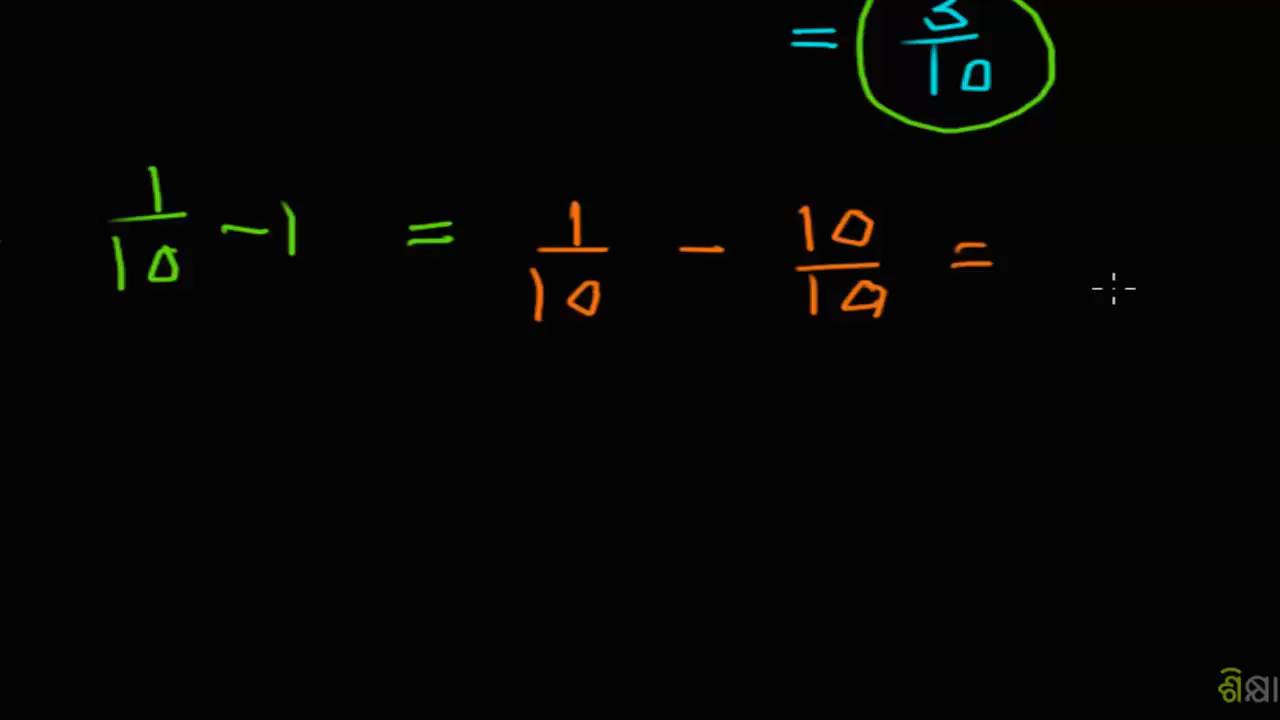 = 3/10
1/10 - 1 = 1/10 - 10/10 =
ଶିକ୍ଷା